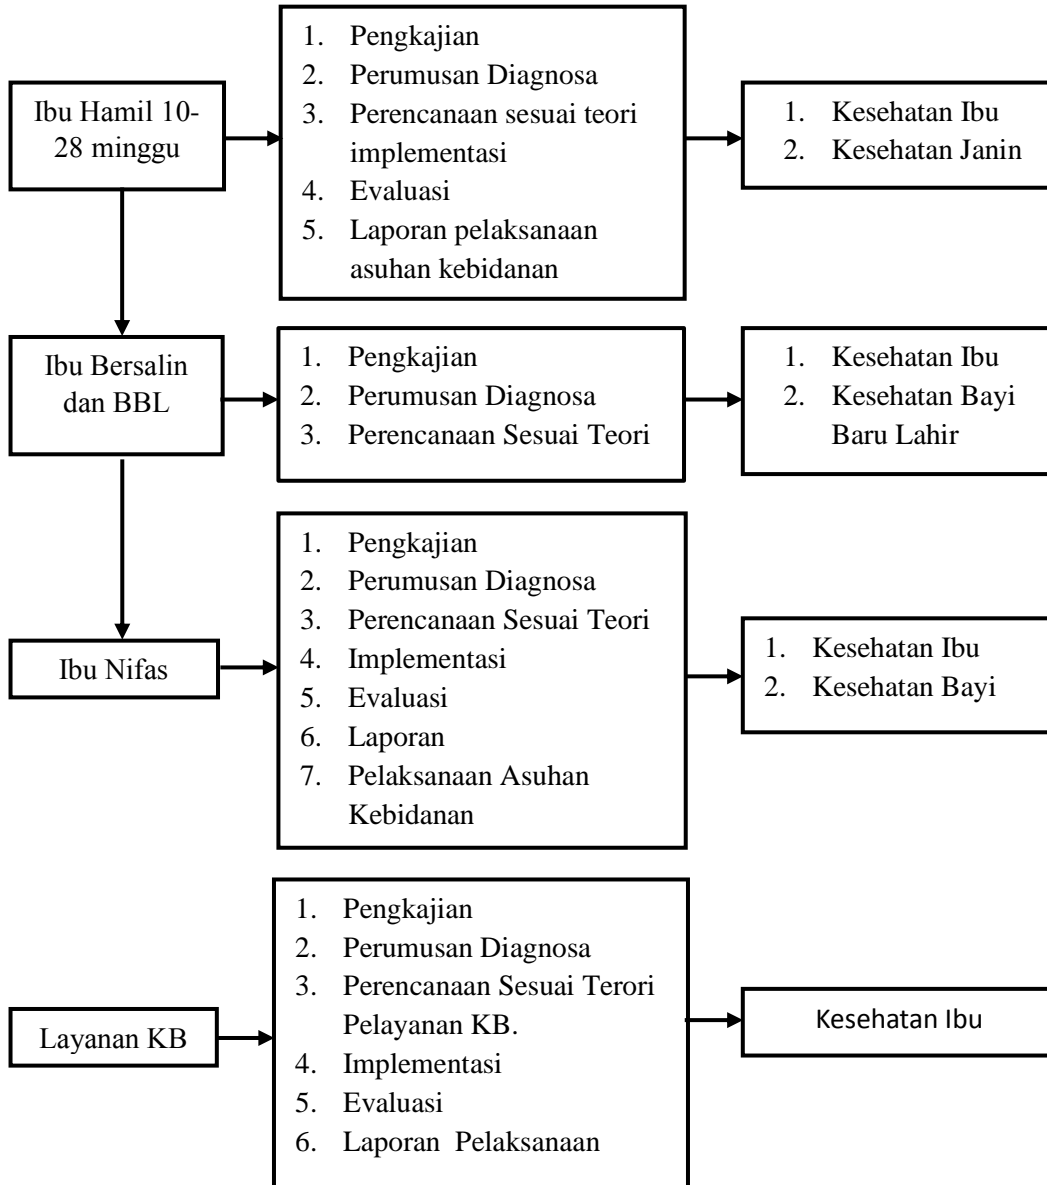 Ibu Hamil 10-
28 minggu
1. Pengkajian
2. Perumusan Diagnosa
3. Perencanaan sesuai teori
implementasi
4. Evaluasi
5. Laporan pelaksanaan
asuhan kebidanan
1. Kesehatan Ibu
2. Kesehatan Janin
Ibu Bersalin
dan BBL
1. Pengkajian
2. Perumusan Diagnosa
3. Perencanaan Sesuai Teori
1. Kesehatan Ibu
2. Kesehatan Bayi
Baru Lahir
Ibu Nifas
1. Pengkajian
2. Perumusan Diagnosa
3. Perencanaan Sesuai Teori
4. Implementasi
5. Evaluasi
6. Laporan
7. Pelaksanaan Asuhan
Kebidanan
1. Kesehatan Ibu
2. Kesehatan Bayi
Layanan KB
1. Pengkajian
2. Perumusan Diagnosa
3. Perencanaan Sesuai Terori
Pelayanan KB.
4. Implementasi
5. Evaluasi
6. Laporan Pelaksanaan
Kesehatan Ibu